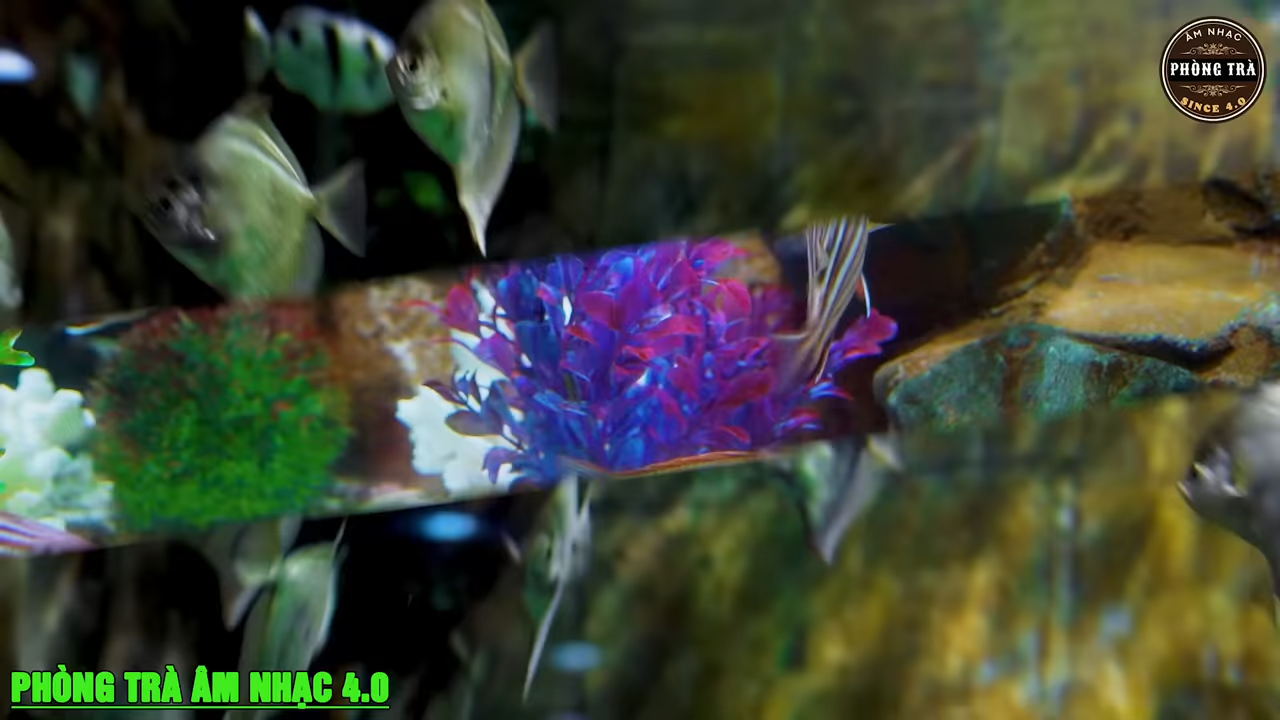 ÂM NHẠC
PHÒNG TRÀ
SINCE 4.0
PHÒNG TRÀ ÂM NHẠC 4.0